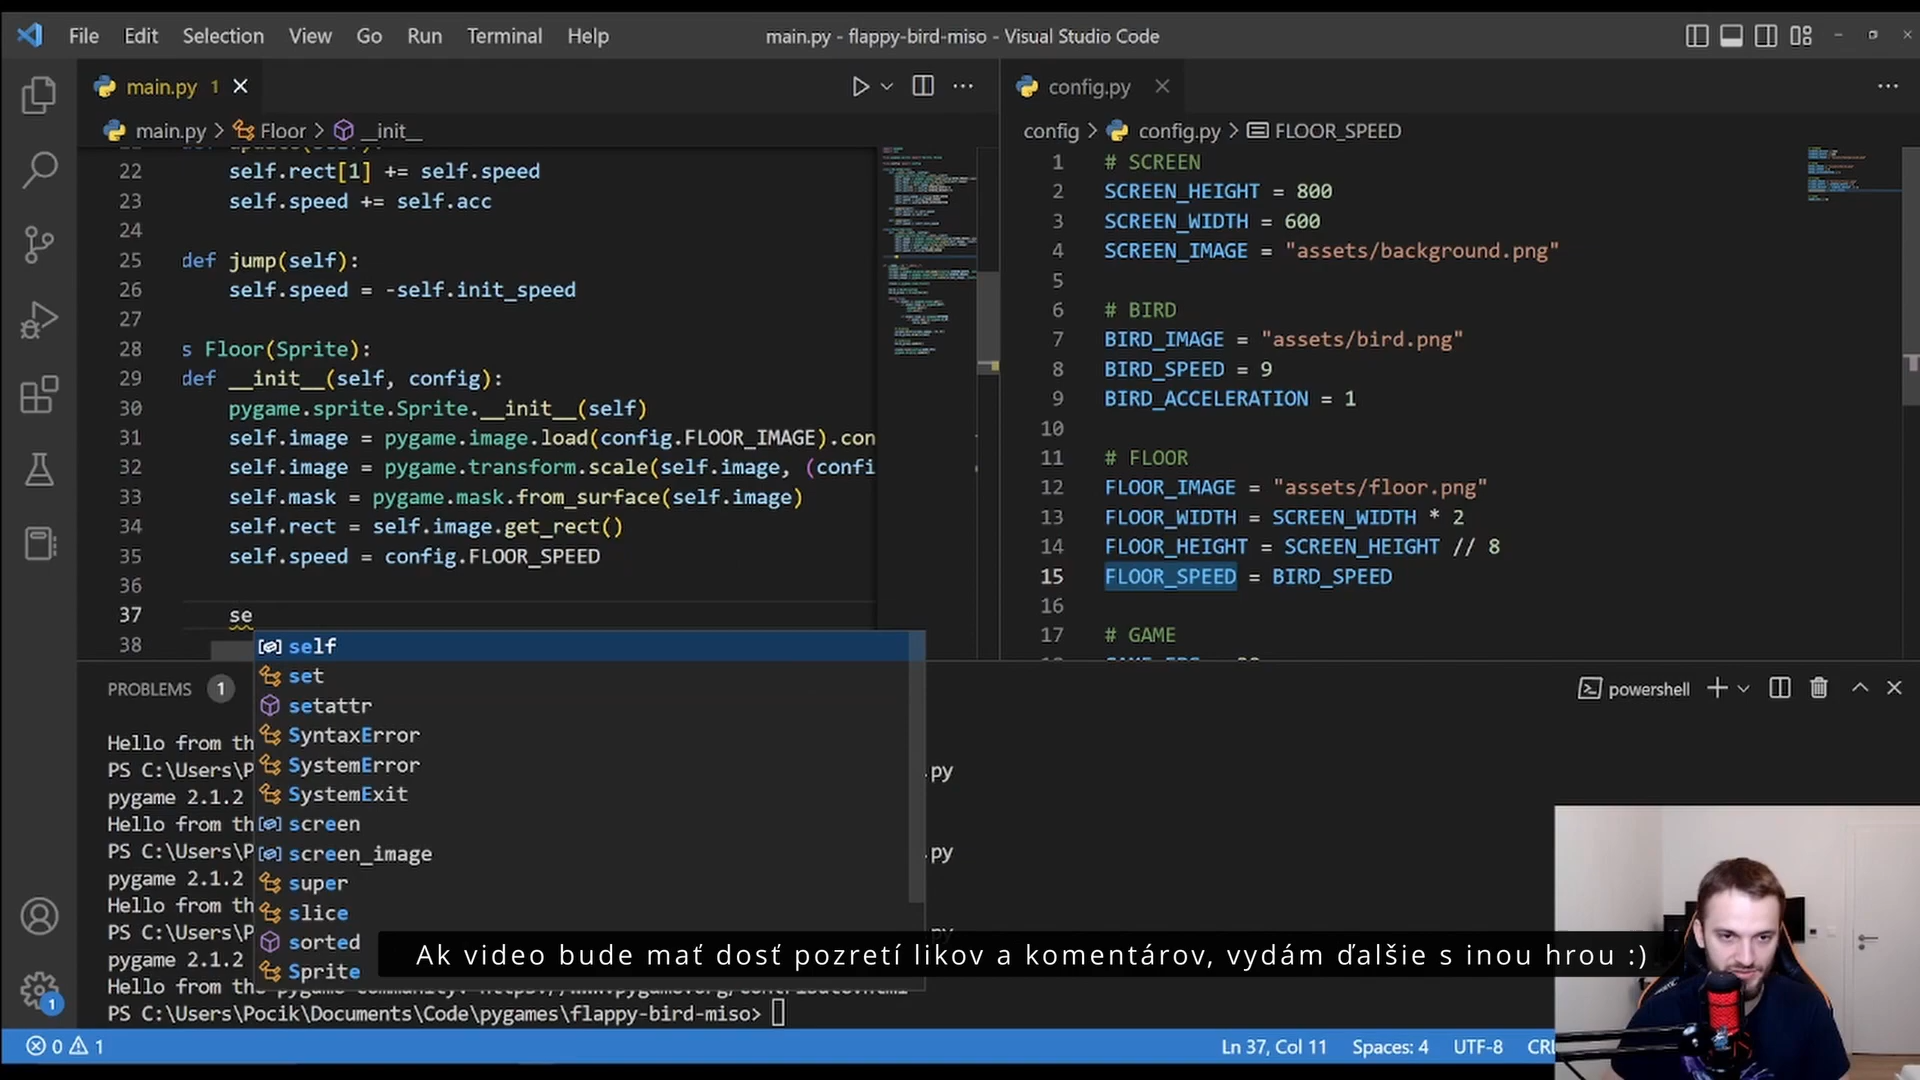 File Edit Selection View Go Run Terminal Help
main.py - flappy-bird-miso - Visual Studio Code
main.py 1
main.py > Floor > __init__
22 self.rect[1] += self.speed
23 self.speed += self.acc
24
25 def jump(self):
26 self.speed = -self.init_speed
27
28 s Floor(Sprite):
29 def __init__(self, config):
30 pygame.sprite.Sprite.__init__(self)
31 self.image = pygame.image.load(config.FLOOR_IMAGE).con
32 self.image = pygame.transform.scale(self.image, (confi
33 self.mask = pygame.mask.from_surface(self.image)
34 self.rect = self.image.get_rect()
35 self.speed = config.FLOOR_SPEED
36
37 se
38
self
set
setattr
SyntaxError
SystemError
SystemExit
screen
screen_image
super
slice
sorted
Sprite
config.py
config > config.py > FLOOR_SPEED
1 # SCREEN
2 SCREEN_HEIGHT = 800
3 SCREEN_WIDTH = 600
4 SCREEN_IMAGE = "assets/background.png"
5
6 # BIRD
7 BIRD_IMAGE = "assets/bird.png"
8 BIRD_SPEED = 9
9 BIRD_ACCELERATION = 1
10
11 # FLOOR
12 FLOOR_IMAGE = "assets/floor.png"
13 FLOOR_WIDTH = SCREEN_WIDTH * 2
14 FLOOR_HEIGHT = SCREEN_HEIGHT // 8
15 FLOOR_SPEED = BIRD_SPEED
16
17 # GAME
PROBLEMS 1
powershell
Hello from th
PS C:\Users\P .py
pygame 2.1.2
Hello from th
PS C:\Users\P .py
pygame 2.1.2
Hello from th
PS C:\Users\P
pygame 2.1.2
Hello from the
PS C:\Users\Pocik\Documents\Code\pygames\flappy-bird-miso>
Ak video bude mať dosť pozretí likov a komentárov, vydám ďalšie s inou hrou :)
1
0 1
Ln 37, Col 11 Spaces: 4 UTF-8